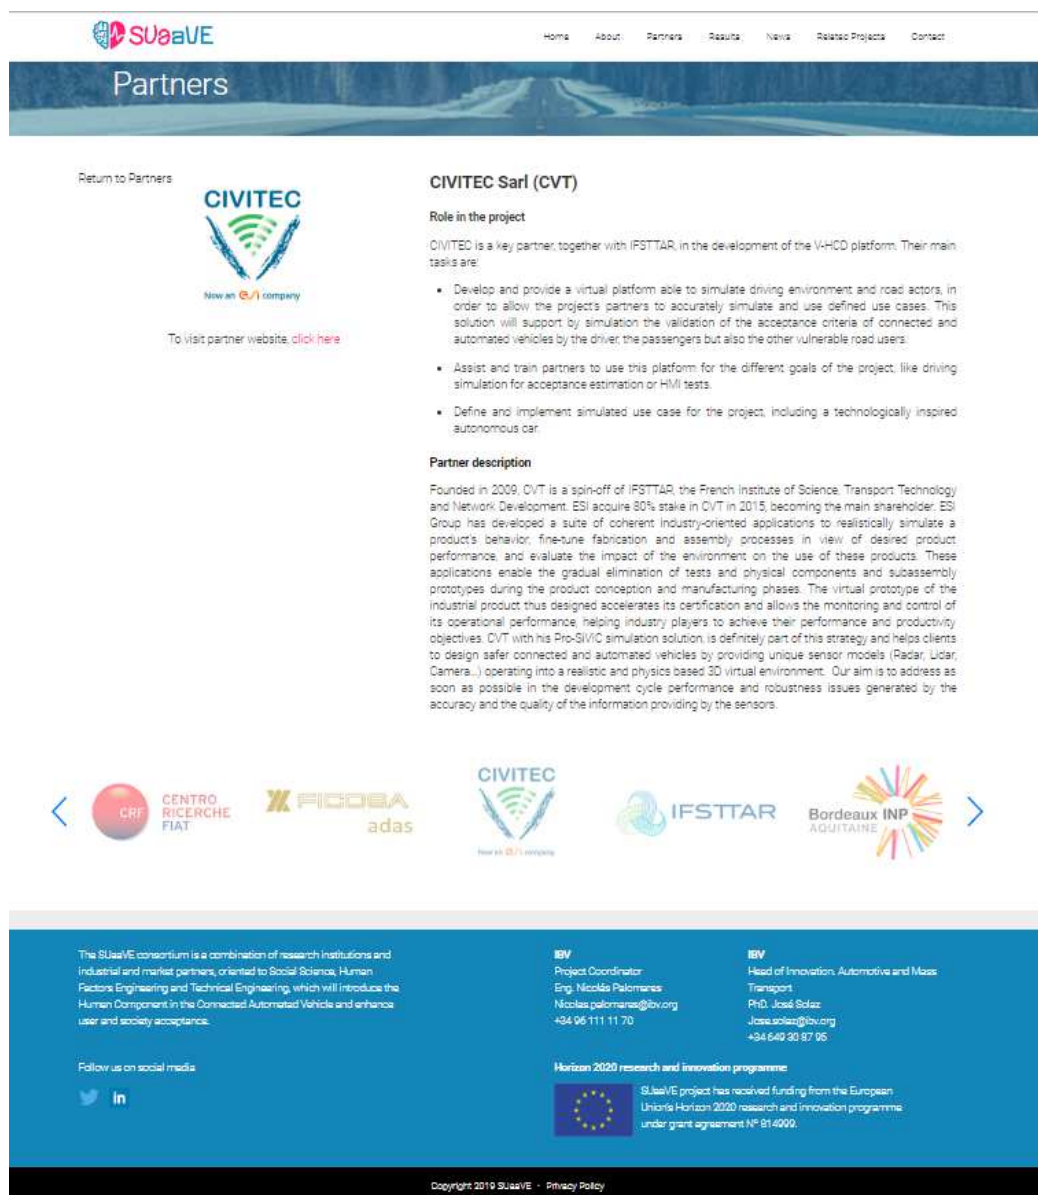 SUaaVE
Home About Partners Results News Related Projects Contact
Partners
Return to Partners
CIVITEC
Now an esi company
To visit partner website, click here
CIVITEC Sarl (CVT)
Role in the project
CIVITEC is a key partner, together with IFSTTAR, in the development of the V-HCD platform. Their main
tasks are:
• Develop and provide a virtual platform able to simulate driving environment and road actors, in
order to allow the project's partners to accurately simulate and use defined use cases. This
solution will support by simulation the validation of the acceptance criteria of connected and
automated vehicles by the driver, the passengers but also the other vulnerable road users.
• Assist and train partners to use this platform for the different goals of the project, like driving
simulation for acceptance estimation or HMI tests.
• Define and implement simulated use case for the project, including a technologically inspired
autonomous car.
Partner description
Founded in 2009, CVT is a spin-off of IFSTTAR, the French Institute of Science, Transport Technology
and Network Development. ESI acquire 80% stake in CVT in 2015, becoming the main shareholder. ESI
Group has developed a suite of coherent industry-oriented applications to realistically simulate a
product's behavior, fine-tune fabrication and assembly processes in view of desired product
performance, and evaluate the impact of the environment on the use of these products. These
applications enable the gradual elimination of tests and physical components and subassembly
prototypes during the product conception and manufacturing phases. The virtual prototype of the
industrial product thus designed accelerates its certification and allows the monitoring and control of
its operational performance, helping industry players to achieve their performance and productivity
objectives. CVT with his Pro-SiVIC simulation solution, is definitely part of this strategy and helps clients
to design safer connected and automated vehicles by providing unique sensor models (Radar, Lidar,
Camera...) operating into a realistic and physics based 3D virtual environment. Our aim is to address as
soon as possible in the development cycle performance and robustness issues generated by the
accuracy and the quality of the information providing by the sensors.
CRF CENTRO
RICERCHE
FIAT
FICOSA
adas
CIVITEC
Now an esi company
IFSTTAR
Bordeaux INP
AQUITAINE
The SUaaVE consortium is a combination of research institutions and
industrial and market partners, oriented to Social Science, Human
Factors Engineering and Technical Engineering, which will introduce the
Human Component in the Connected Automated Vehicle and enhance
user and society acceptance.
Follow us on social media
in
IBV
Project Coordinator
Eng. Nicolás Palomares
Nicolas.palomares@ibv.org
+34 96 111 11 70
IBV
Head of Innovation. Automotive and Mass
Transport
PhD. José Solaz
Jose.solaz@ibv.org
+34 649 30 87 95
Horizon 2020 research and innovation programme
SUaaVE project has received funding from the European
Union's Horizon 2020 research and innovation programme
under grant agreement Nº 814999.
Copyright 2019 SUaaVE - Privacy Policy